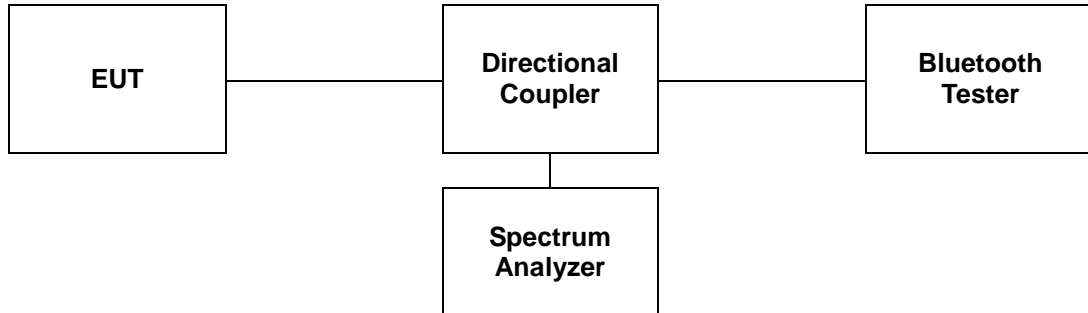 EUT
Directional
Coupler
Bluetooth
Tester
Spectrum
Analyzer